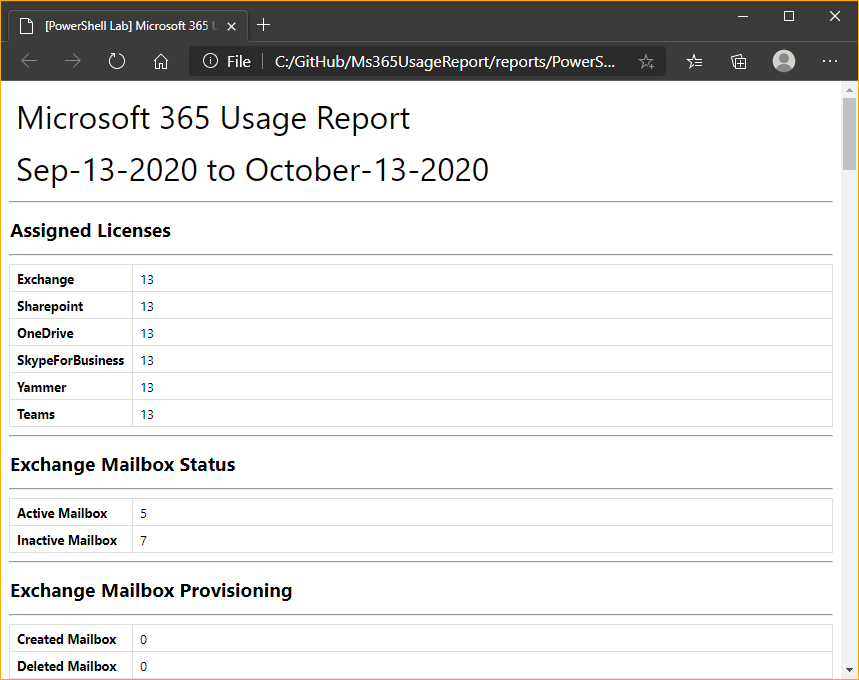 [PowerShell Lab] Microsoft 365 U
File C:/GitHub/Ms365UsageReport/reports/PowerS...
Microsoft 365 Usage Report
Sep-13-2020 to October-13-2020
Assigned Licenses
Exchange 13
Sharepoint 13
OneDrive 13
SkypeForBusiness 13
Yammer 13
Teams 13
Exchange Mailbox Status
Active Mailbox 5
Inactive Mailbox 7
Exchange Mailbox Provisioning
Created Mailbox 0
Deleted Mailbox 0